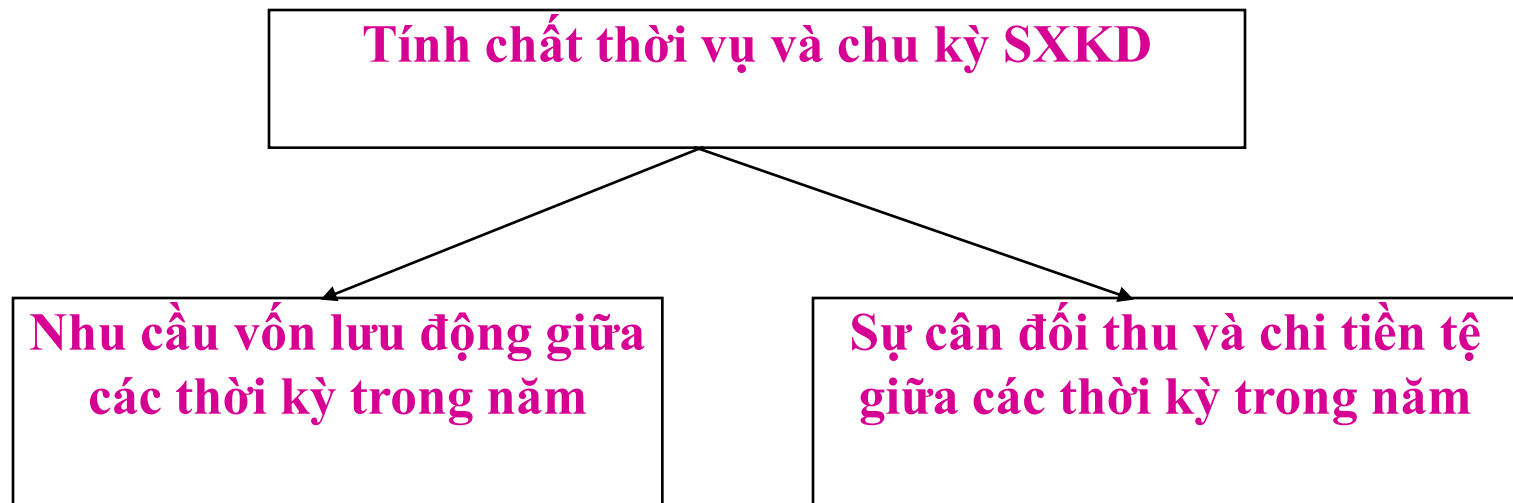 Tính chất thời vụ và chu kỳ SXKD
Nhu cầu vốn lưu động giữa
các thời kỳ trong năm
Sự cân đối thu và chi tiền tệ
giữa các thời kỳ trong năm